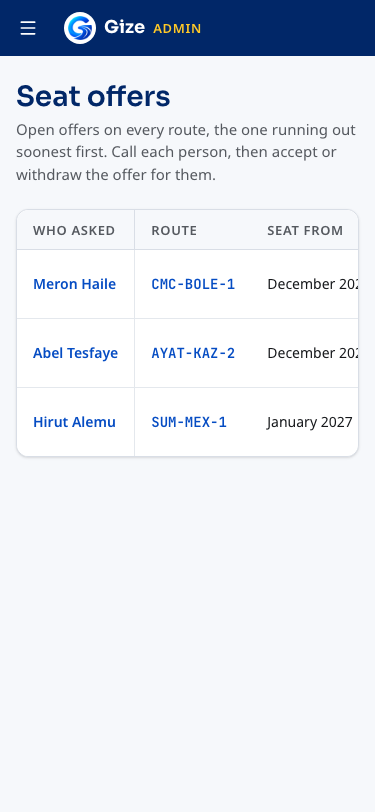 Gize ADMIN
Seat offers
Open offers on every route, the one running out
soonest first. Call each person, then accept or
withdraw the offer for them.
WHO ASKED ROUTE SEAT FROM
Meron Haile CMC-BOLE-1 December 202
Abel Tesfaye AYAT-KAZ-2 December 202
Hirut Alemu SUM-MEX-1 January 2027